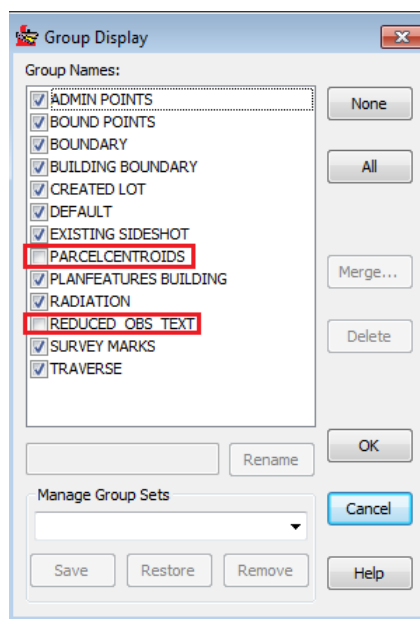 Group Display
Group Names:
ADMIN POINTS
BOUND POINTS
BOUNDARY
BUILDING BOUNDARY
CREATED LOT
DEFAULT
EXISTING SIDESHOT
PARCELCENTROIDS
PLANFEATURES BUILDING
RADIATION
REDUCED_OBS_TEXT
SURVEY MARKS
TRAVERSE
None
All
Merge...
Delete
Rename
OK
Manage Group Sets
Cancel
Save Restore Remove
Help